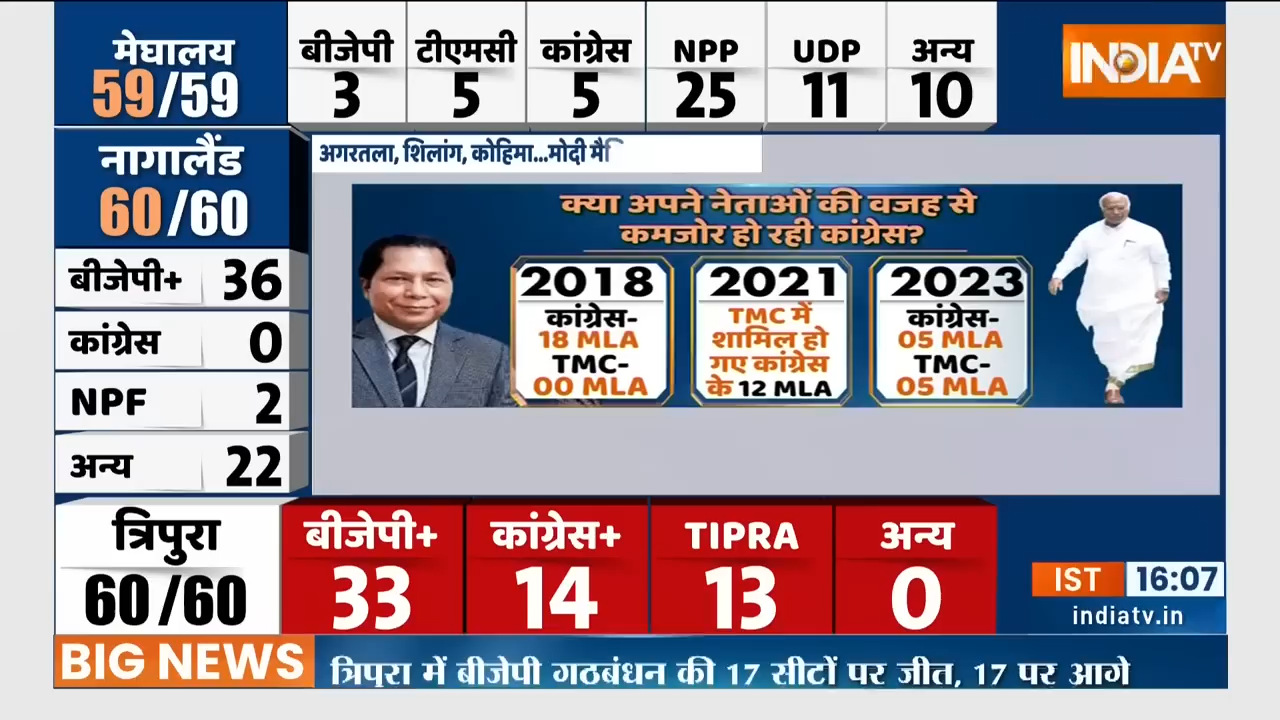 मेघालय
59/59
बीजेपी
3
टीएमसी
5
कांग्रेस
5
NPP
25
UDP
11
अन्य
10
INDIA TV
नागालैंड
60/60
बीजेपी+ 36
कांग्रेस 0
NPF 2
अन्य 22
अगरतला, शिलांग, कोहिमा...मोदी
क्या अपने नेताओं की वजह से
कमजोर हो रही कांग्रेस?
2018
कांग्रेस-
18 MLA
TMC-
00 MLA
2021
TMC में
शामिल हो
गए कांग्रेस
के 12 MLA
2023
कांग्रेस-
05 MLA
TMC-
05 MLA
त्रिपुरा
60/60
बीजेपी+
33
कांग्रेस+
14
TIPRA
13
अन्य
0
IST 16:07
indiatv.in
BIG NEWS
त्रिपुरा में बीजेपी गठबंधन की 17 सीटों पर जीत, 17 पर आगे